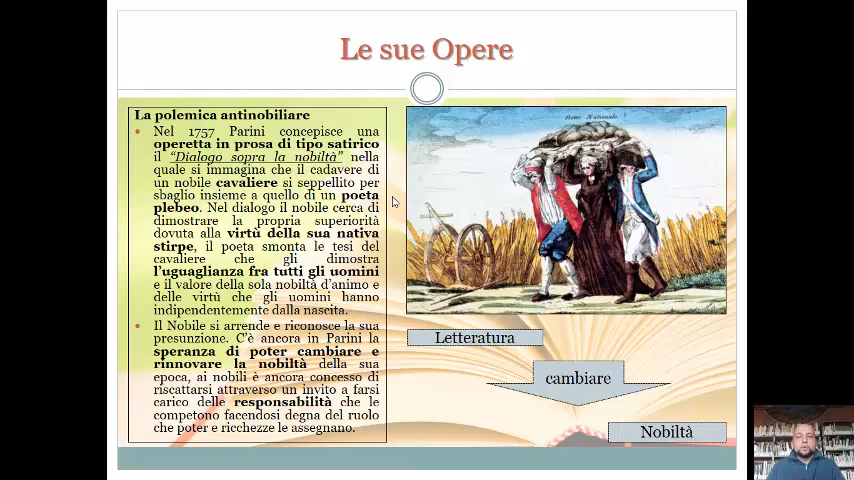 Le sue Opere
La polemica antinobiliare
Nel 1757 Parini concepisce una
operetta in prosa di tipo satirico
il "Dialogo sopra la nobiltà" nella
quale si immagina che il cadavere di
un nobile cavaliere si seppellito per
sbaglio insieme a quello di un poeta
plebeo. Nel dialogo il nobile cerca di
dimostrare la propria superiorità
dovuta alla virtù della sua nativa
stirpe, il poeta smonta le tesi del
cavaliere che gli dimostra
l'uguaglianza fra tutti gli uomini
e il valore della sola nobiltà d'animo e
delle virtù che gli uomini hanno
indipendentemente dalla nascita.
Il Nobile si arrende e riconosce la sua
presunzione. C'è ancora in Parini la
speranza di poter cambiare e
rinnovare la nobiltà della sua
epoca, ai nobili è ancora concesso di
riscattarsi attraverso un invito a farsi
carico delle responsabilità che le
competono facendosi degna del ruolo
che poter e ricchezze le assegnano.
Letteratura
cambiare
Nobiltà